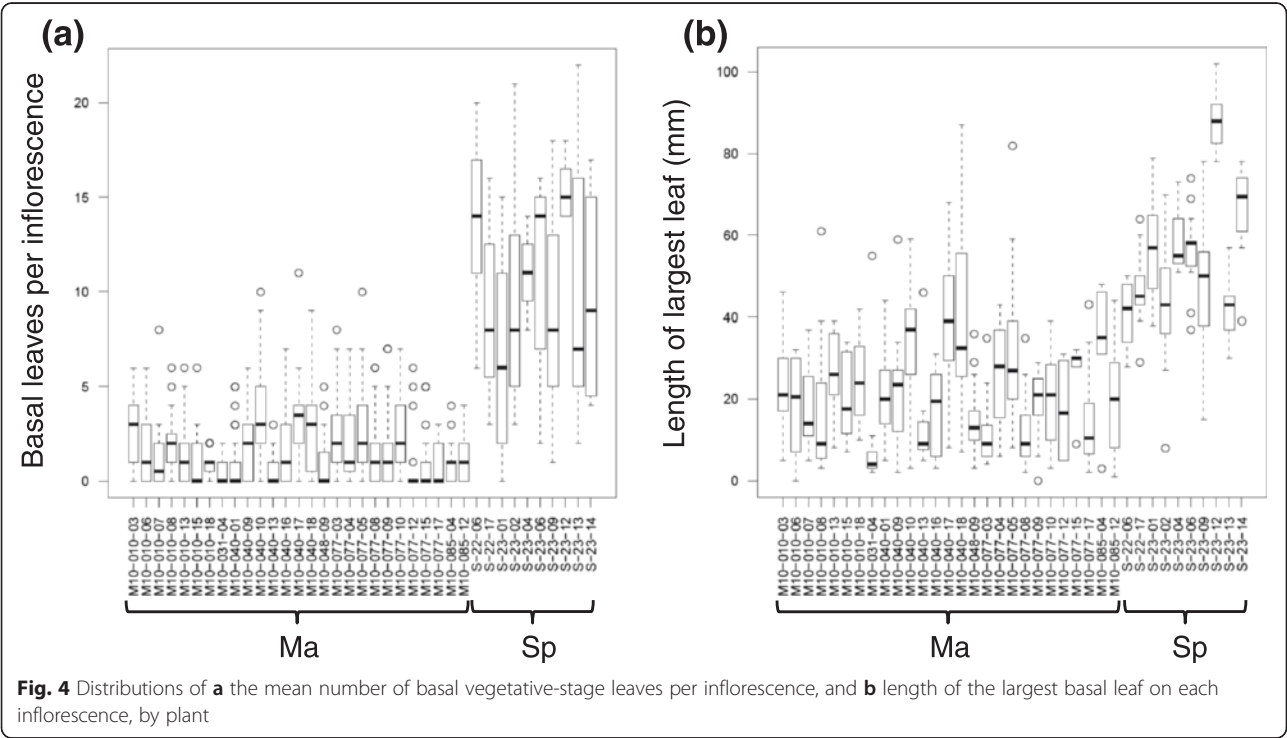 (a)
Basal leaves per inflorescence
20
15
10
5
0
M10-010-03
M10-010-06
M10-010-07
M10-010-08
M10-010-13
M10-010-15
M10-010-18
M10-031-04
M10-040-01
M10-040-09
M10-040-10
M10-040-13
M10-040-16
M10-040-17
M10-040-18
M10-048-09
M10-077-03
M10-077-04
M10-077-05
M10-077-08
M10-077-09
M10-077-10
M10-077-12
M10-077-15
M10-077-17
M10-085-04
M10-085-12
S-22-06
S-22-17
S-23-01
S-23-02
S-23-04
S-23-06
S-23-09
S-23-12
S-23-13
S-23-14
Ma
Sp
(b)
Length of largest leaf (mm)
100
80
60
40
20
0
M10-010-03
M10-010-06
M10-010-07
M10-010-08
M10-010-13
M10-010-15
M10-010-18
M10-031-04
M10-040-01
M10-040-09
M10-040-10
M10-040-13
M10-040-16
M10-040-17
M10-040-18
M10-048-09
M10-077-03
M10-077-04
M10-077-05
M10-077-08
M10-077-09
M10-077-10
M10-077-12
M10-077-15
M10-077-17
M10-085-04
M10-085-12
S-22-06
S-22-17
S-23-01
S-23-02
S-23-04
S-23-06
S-23-09
S-23-12
S-23-13
S-23-14
Ma
Sp
Fig. 4 Distributions of a the mean number of basal vegetative-stage leaves per inflorescence, and b length of the largest basal leaf on each
inflorescence, by plant